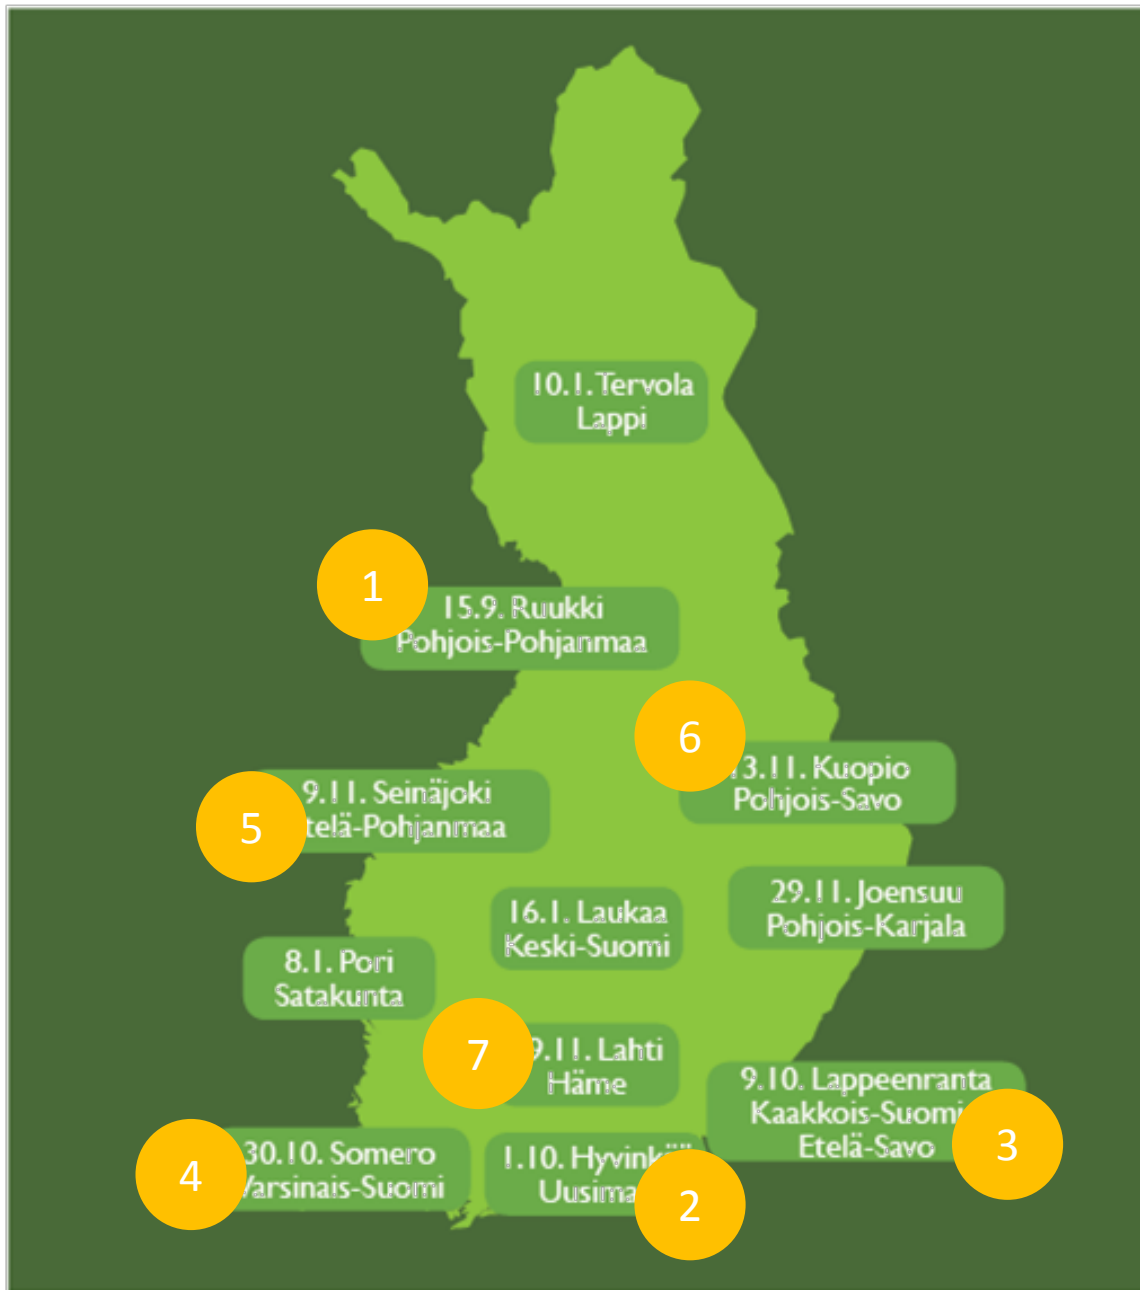 10.1. Tervola
Lappi
1
15.9. Ruukki
Pohjois-Pohjanmaa
6
13.11. Kuopio
Pohjois-Savo
5
9.11. Seinäjoki
telä-Pohjanmaa
29.11. Joensuu
Pohjois-Karjala
16.1. Laukaa
Keski-Suomi
8.1. Pori
Satakunta
7
9.11. Lahti
Häme
9.10. Lappeenranta
Kaakkois-Suomi
Etelä-Savo
3
4
30.10. Somero
Varsinais-Suomi
1.10. Hyvinkää
Uusima
2